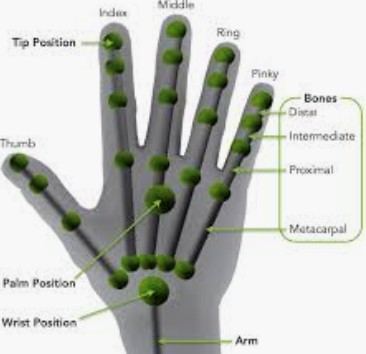 Middle
Index
Ring
Tip Position
Pinky
Bones
Distal
Intermediate
Thumb
Proximal
Metacarpal
Palm Position
Wrist Position
Arm